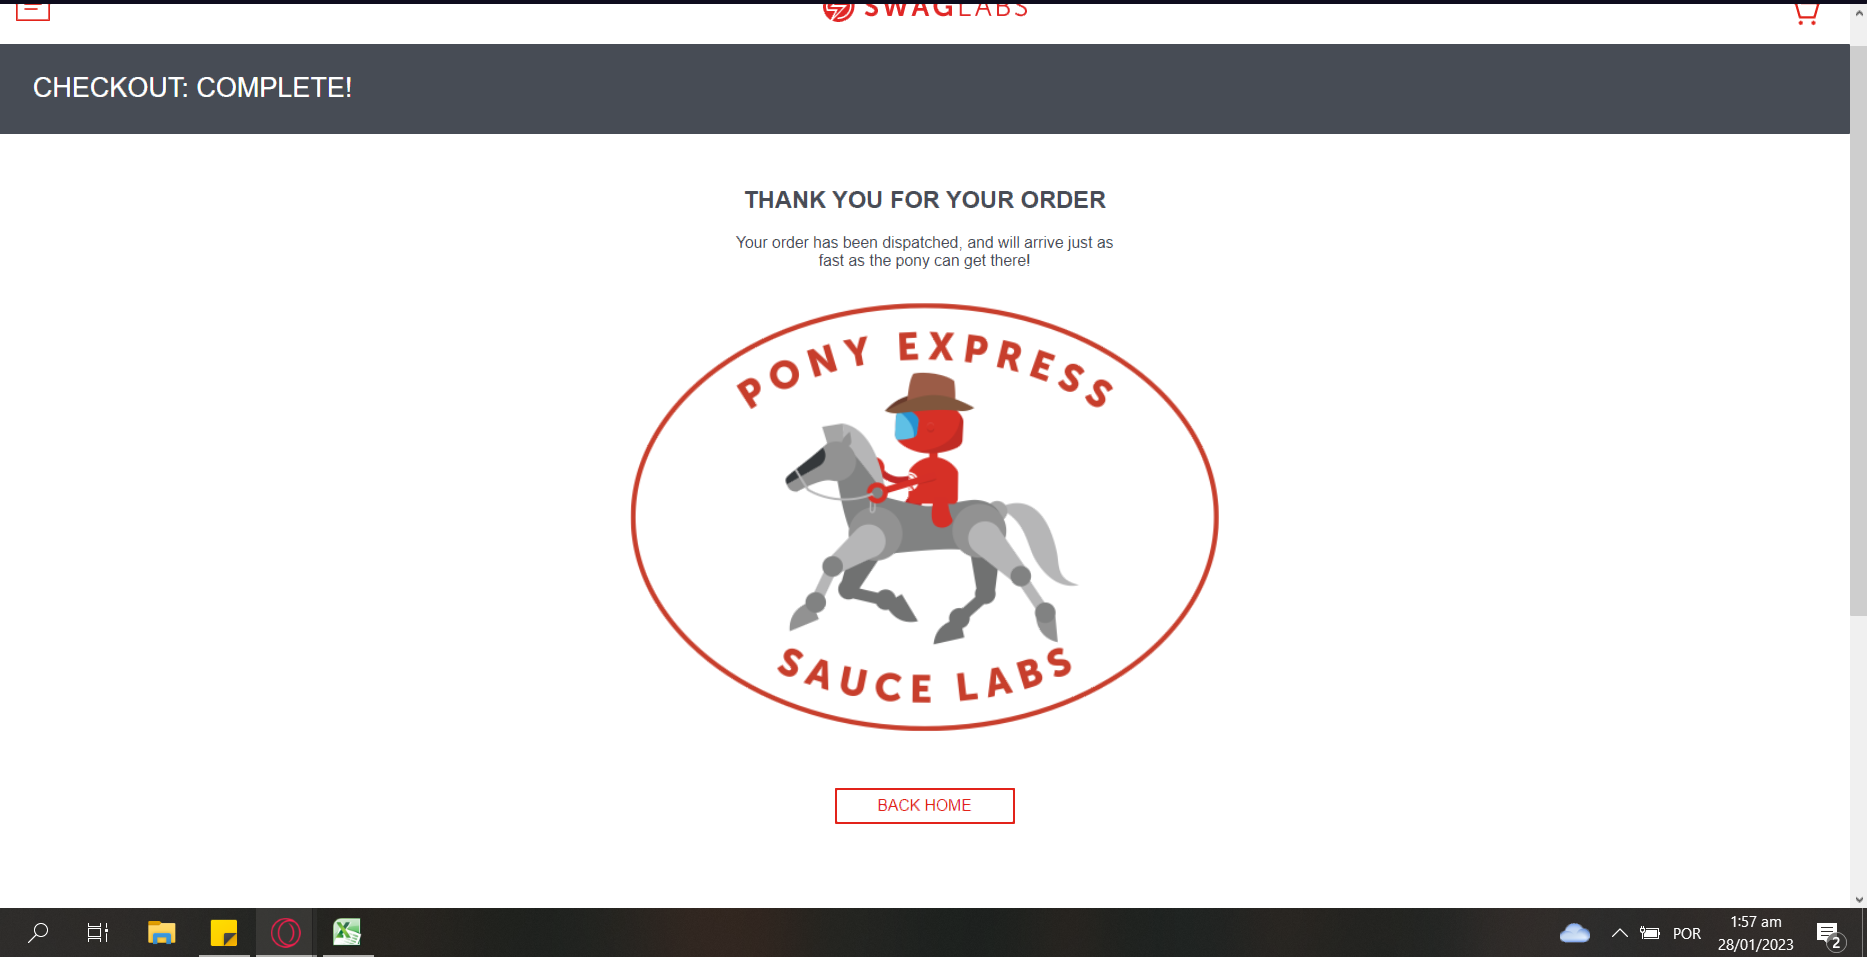 SWAGLABS
CHECKOUT: COMPLETE!
THANK YOU FOR YOUR ORDER
Your order has been dispatched, and will arrive just as
fast as the pony can get there!
PONY EXPRESS
SAUCE LABS
BACK HOME
POR
1:57 am
28/01/2023
2